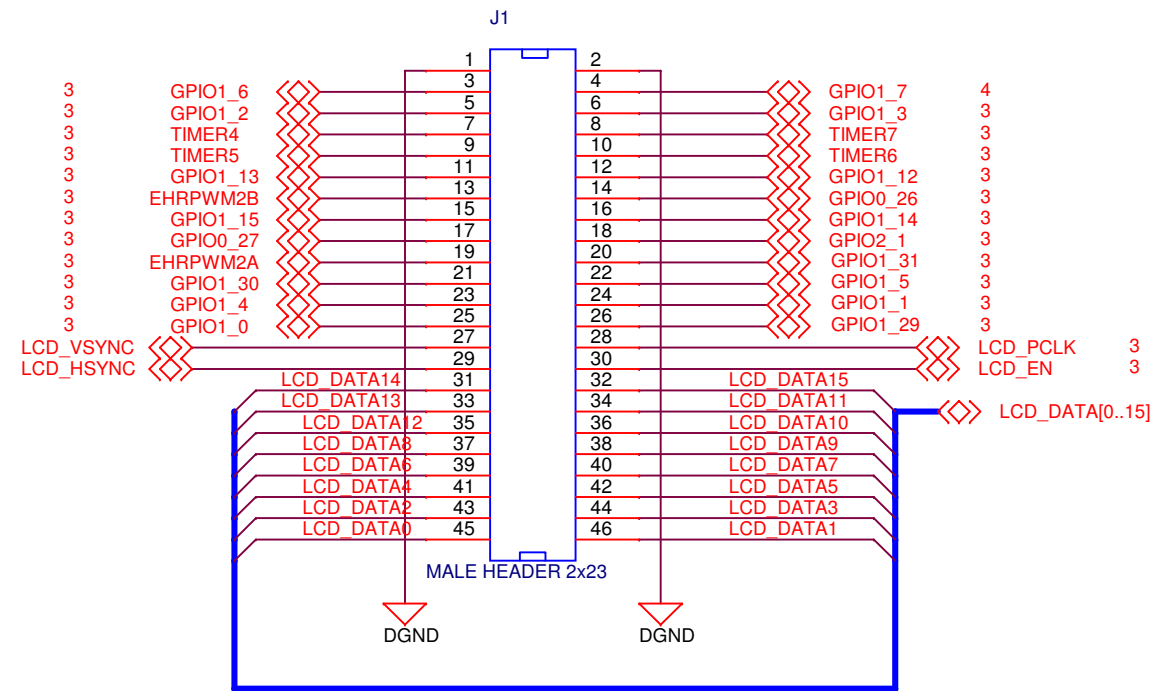 J1
1 2
3 GPIO1_6 3 4 GPIO1_7 4
3 GPIO1_2 5 6 GPIO1_3 3
3 TIMER4 7 8 TIMER7 3
3 TIMER5 9 10 TIMER6 3
3 GPIO1_13 11 12 GPIO1_12 3
3 EHRPWM2B 13 14 GPIO0_26 3
3 GPIO1_15 15 16 GPIO1_14 3
3 GPIO0_27 17 18 GPIO2_1 3
3 EHRPWM2A 19 20 GPIO1_31 3
3 GPIO1_30 21 22 GPIO1_5 3
3 GPIO1_4 23 24 GPIO1_1 3
3 GPIO1_0 25 26 GPIO1_29 3
LCD_VSYNC 27 28 LCD_PCLK 3
LCD_HSYNC 29 30 LCD_EN 3
LCD_DATA14 31 32 LCD_DATA15
LCD_DATA13 33 34 LCD_DATA11 LCD_DATA[0..15]
LCD_DATA12 35 36 LCD_DATA10
LCD_DATA8 37 38 LCD_DATA9
LCD_DATA6 39 40 LCD_DATA7
LCD_DATA4 41 42 LCD_DATA5
LCD_DATA2 43 44 LCD_DATA3
LCD_DATA0 45 46 LCD_DATA1
MALE HEADER 2x23
DGND DGND